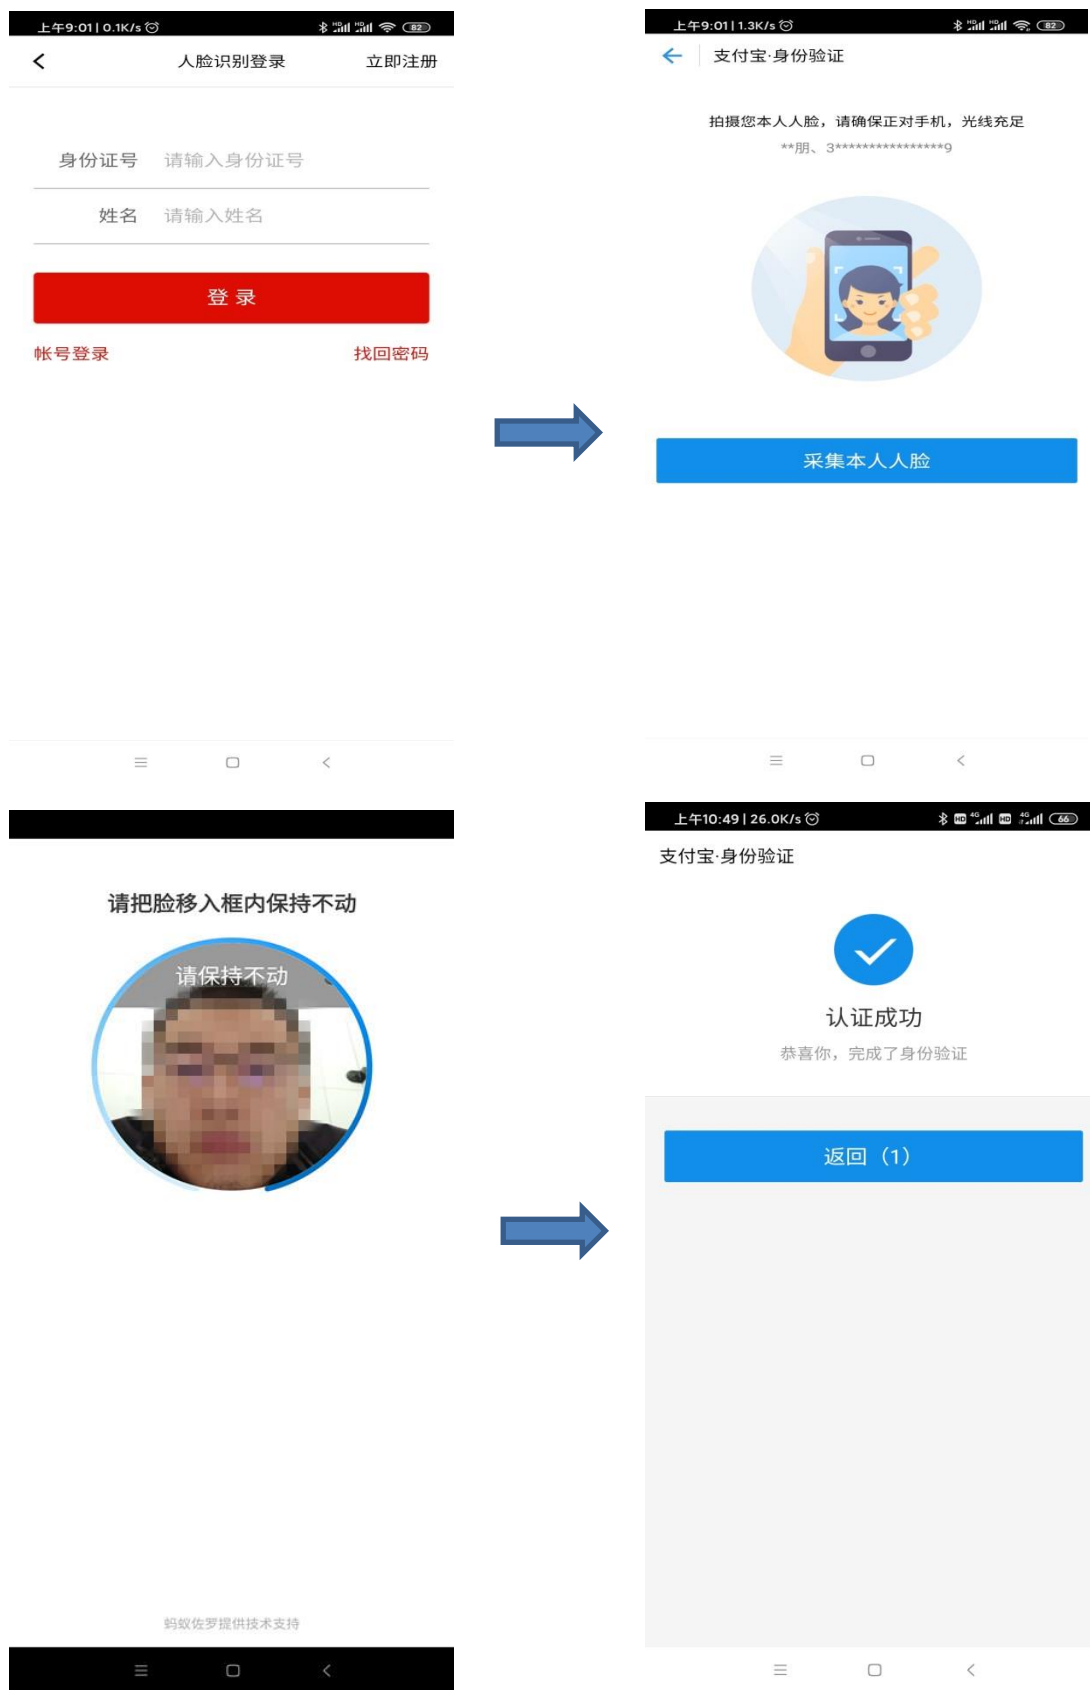 上午9:01 | 0.1K/s
82
人脸识别登录
立即注册
身份证号 请输入身份证号
姓名 请输入姓名
登录
帐号登录
找回密码
上午9:01 | 1.3K/s
82
支付宝·身份验证
拍摄您本人人脸，请确保正对手机，光线充足
**朋、3****************9
采集本人人脸
请把脸移入框内保持不动
请保持不动
蚂蚁佐罗提供技术支持
上午10:49 | 26.0K/s
HD 4G HD 4G 66
支付宝·身份验证
认证成功
恭喜你，完成了身份验证
返回（1）